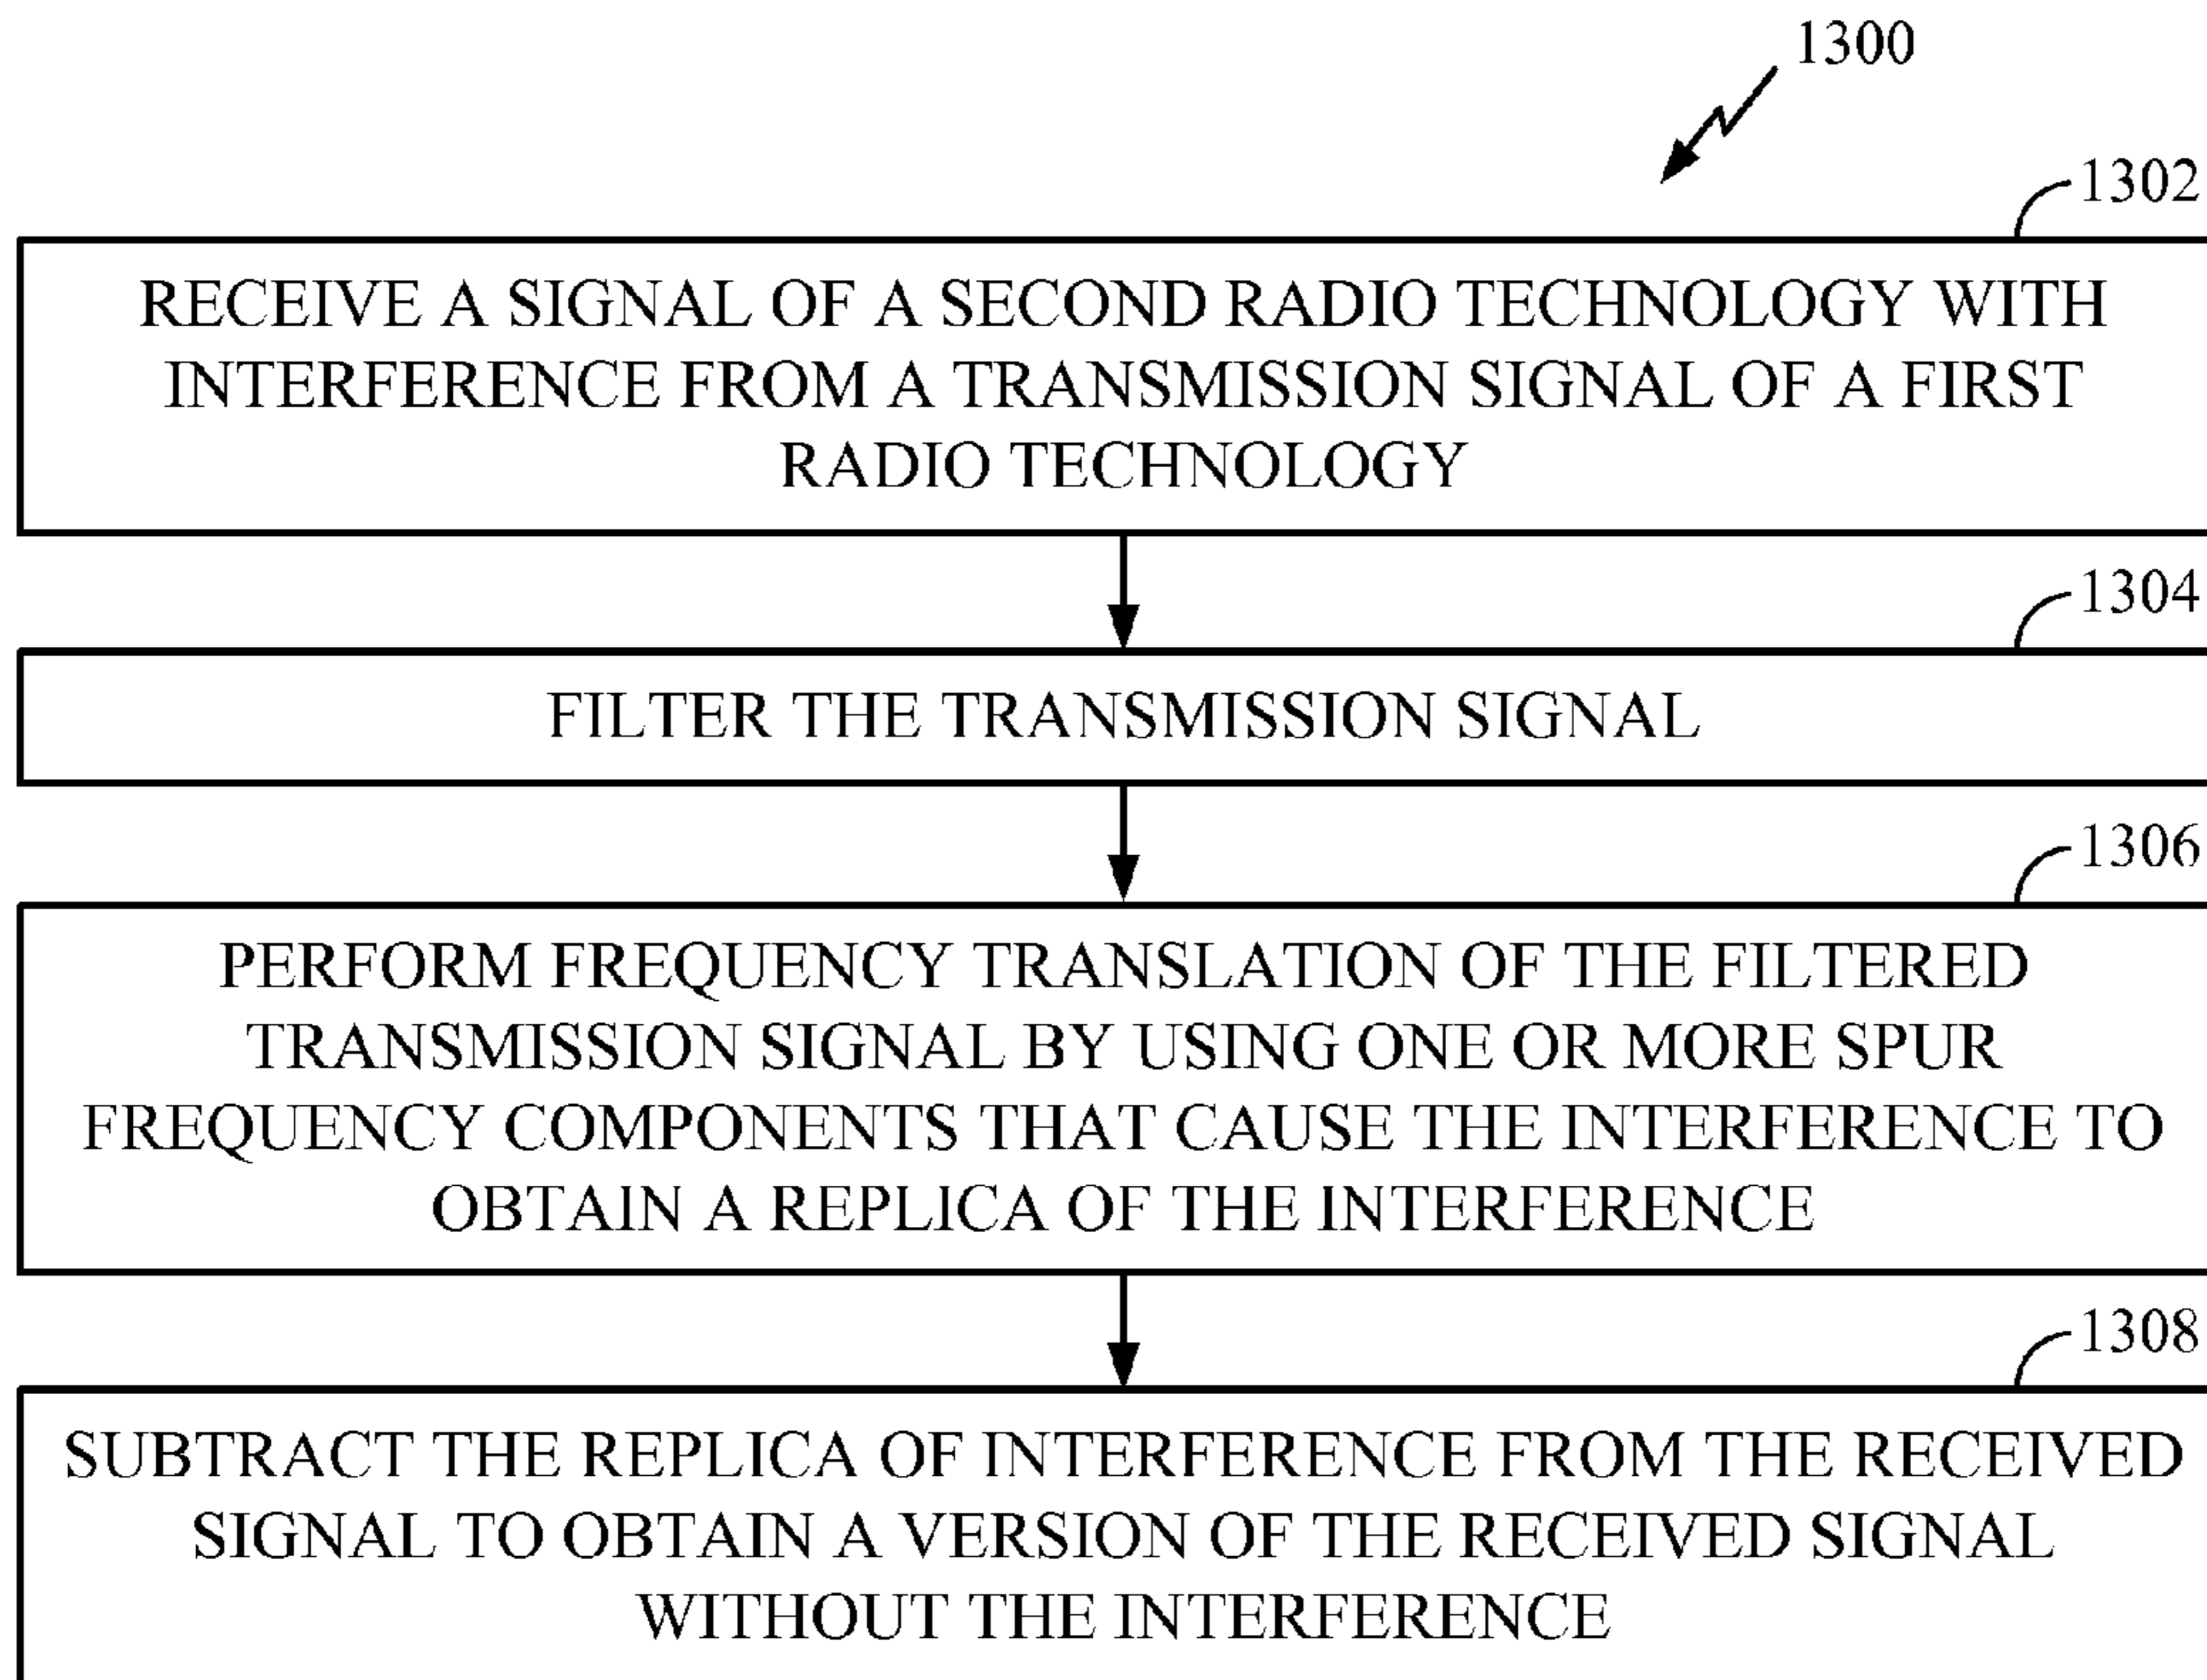 1300
1302
RECEIVE A SIGNAL OF A SECOND RADIO TECHNOLOGY WITH
INTERFERENCE FROM A TRANSMISSION SIGNAL OF A FIRST
RADIO TECHNOLOGY
1304
FILTER THE TRANSMISSION SIGNAL
1306
PERFORM FREQUENCY TRANSLATION OF THE FILTERED
TRANSMISSION SIGNAL BY USING ONE OR MORE SPUR
FREQUENCY COMPONENTS THAT CAUSE THE INTERFERENCE TO
OBTAIN A REPLICA OF THE INTERFERENCE
1308
SUBTRACT THE REPLICA OF INTERFERENCE FROM THE RECEIVED
SIGNAL TO OBTAIN A VERSION OF THE RECEIVED SIGNAL
WITHOUT THE INTERFERENCE